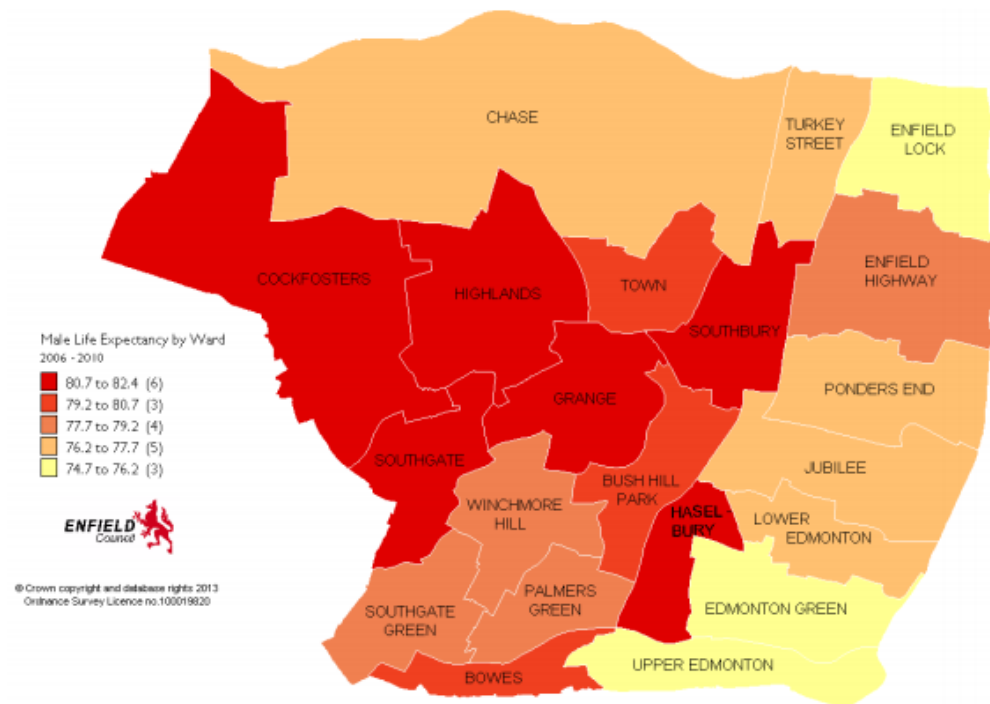 CHASE
TURKEY
STREET
ENFIELD
LOCK
COCKFOSTERS
HIGHLANDS
TOWN
ENFIELD
HIGHWAY
SOUTHBURY
Male Life Expectancy by Ward
2006 - 2010
80.7 to 82.4 (6)
79.2 to 80.7 (3)
77.7 to 79.2 (4)
76.2 to 77.7 (5)
74.7 to 76.2 (3)
GRANGE
PONDERS END
SOUTHGATE
JUBILEE
BUSH HILL
PARK
WINCHMORE
HILL
HASEL -
BURY
LOWER
EDMONTON
ENFIELD
Council
© Crown copyright and database rights 2013
Ordnance Survey Licence no.100019820
SOUTHGATE
GREEN
PALMERS
GREEN
EDMONTON GREEN
UPPER EDMONTON
BOWES